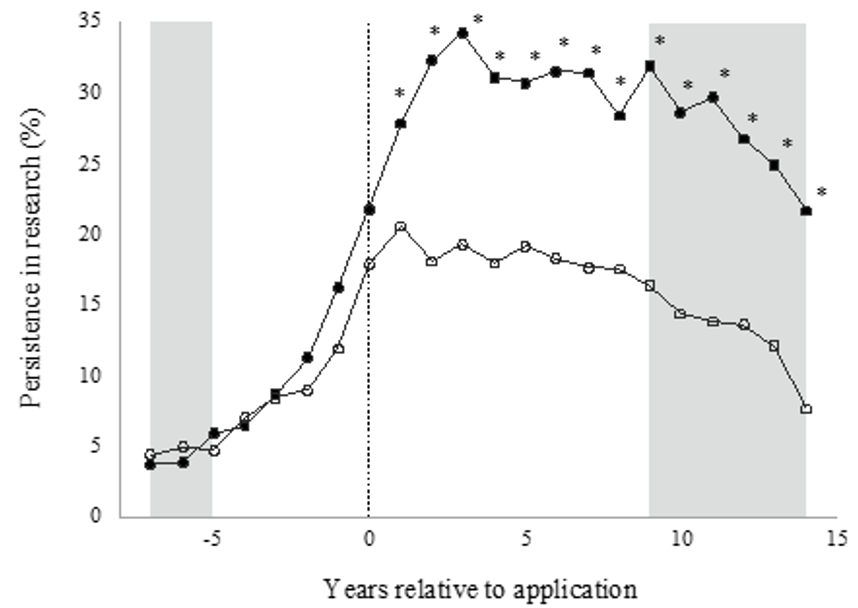 35
30
25
20
15
10
5
0
Persistence in research (%)
* * * * * * * * * * * * * *
-5 0 5 10 15
Years relative to application